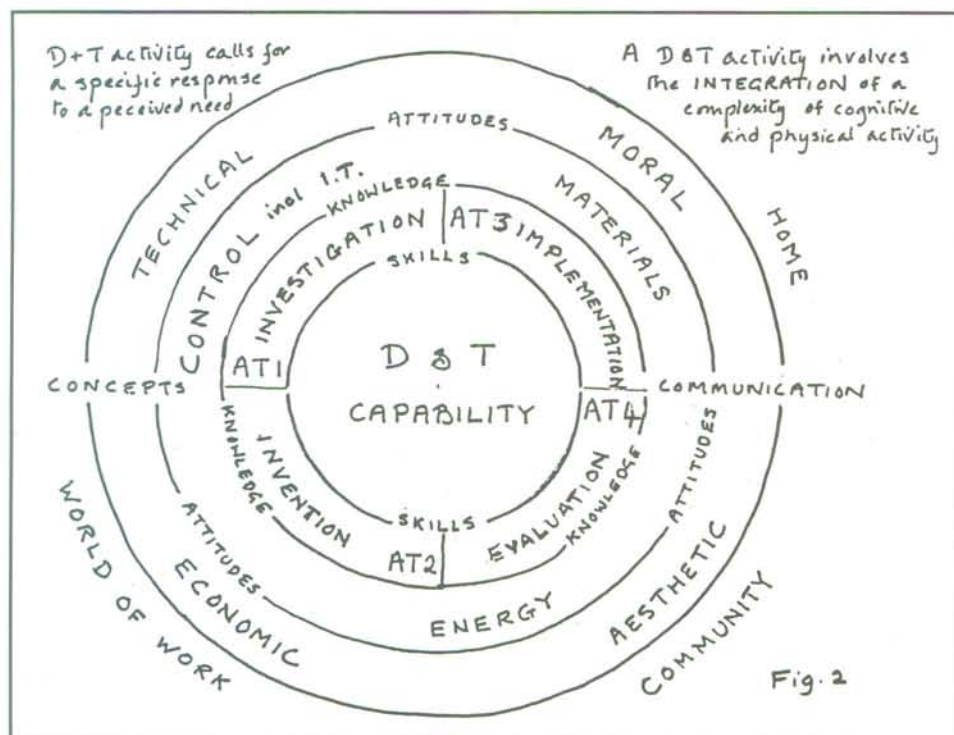 D+T activity calls for
a specific response
to a peceived need
A D&T activity involves
the INTEGRATION of a
complexity of cognitive
and physical activity
TECHNICAL
MORAL
HOME
ATTITUDES
CONTROL incl I.T.
MATERIALS
KNOWLEDGE
INVESTIGATION
AT3 IMPLEMENTATION
SKILLS
AT1
D & T
CAPABILITY
CONCEPTS
COMMUNICATION
AT4
KNOWLEDGE
INVENTION
SKILLS
AT2
EVALUATION
KNOWLEDGE
ATTITUDES
ATTITUDES
ENERGY
ECONOMIC
AESTHETIC
WORLD OF WORK
COMMUNITY
Fig. 2